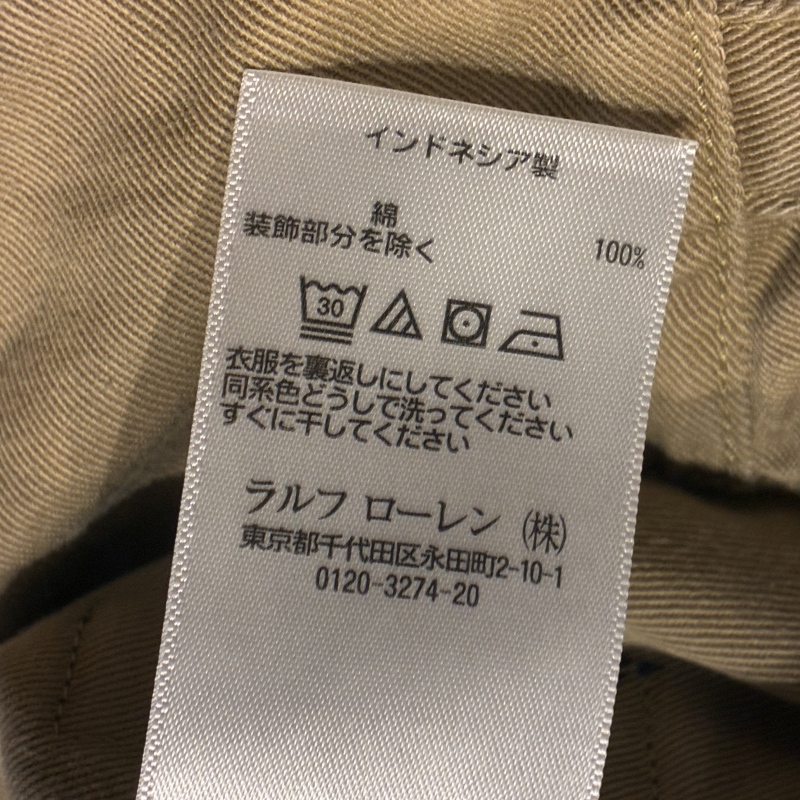 インドネシア製
綿 100%
装飾部分を除く
30
衣服を裏返しにしてください
同系色どうしで洗ってください
すぐに干してください
ラルフ ローレン (株)
東京都千代田区永田町2-10-1
0120-3274-20